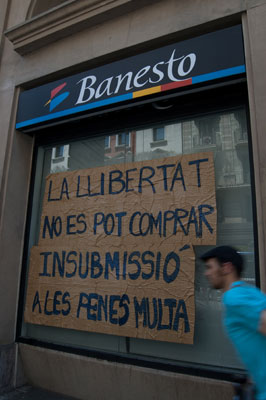 Banesto
LA LLIBERTAT
NO ES POT COMPRAR
INSUBMISSIÓ
A LES PENES MULTA